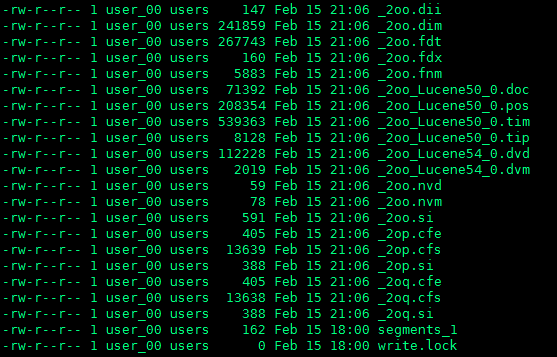 -rw-r--r-- 1 user_00 users    147 Feb 15 21:06 _2oo.dii
-rw-r--r-- 1 user_00 users 241859 Feb 15 21:06 _2oo.dim
-rw-r--r-- 1 user_00 users 267743 Feb 15 21:06 _2oo.fdt
-rw-r--r-- 1 user_00 users    160 Feb 15 21:06 _2oo.fdx
-rw-r--r-- 1 user_00 users   5883 Feb 15 21:06 _2oo.fnm
-rw-r--r-- 1 user_00 users  71392 Feb 15 21:06 _2oo_Lucene50_0.doc
-rw-r--r-- 1 user_00 users 208354 Feb 15 21:06 _2oo_Lucene50_0.pos
-rw-r--r-- 1 user_00 users 539363 Feb 15 21:06 _2oo_Lucene50_0.tim
-rw-r--r-- 1 user_00 users   8128 Feb 15 21:06 _2oo_Lucene50_0.tip
-rw-r--r-- 1 user_00 users 112228 Feb 15 21:06 _2oo_Lucene54_0.dvd
-rw-r--r-- 1 user_00 users   2019 Feb 15 21:06 _2oo_Lucene54_0.dvm
-rw-r--r-- 1 user_00 users     59 Feb 15 21:06 _2oo.nvd
-rw-r--r-- 1 user_00 users     78 Feb 15 21:06 _2oo.nvm
-rw-r--r-- 1 user_00 users    591 Feb 15 21:06 _2oo.si
-rw-r--r-- 1 user_00 users    405 Feb 15 21:06 _2op.cfe
-rw-r--r-- 1 user_00 users  13639 Feb 15 21:06 _2op.cfs
-rw-r--r-- 1 user_00 users    388 Feb 15 21:06 _2op.si
-rw-r--r-- 1 user_00 users    405 Feb 15 21:06 _2oq.cfe
-rw-r--r-- 1 user_00 users  13638 Feb 15 21:06 _2oq.cfs
-rw-r--r-- 1 user_00 users    388 Feb 15 21:06 _2oq.si
-rw-r--r-- 1 user_00 users    162 Feb 15 18:00 segments_1
-rw-r--r-- 1 user_00 users      0 Feb 15 18:00 write.lock